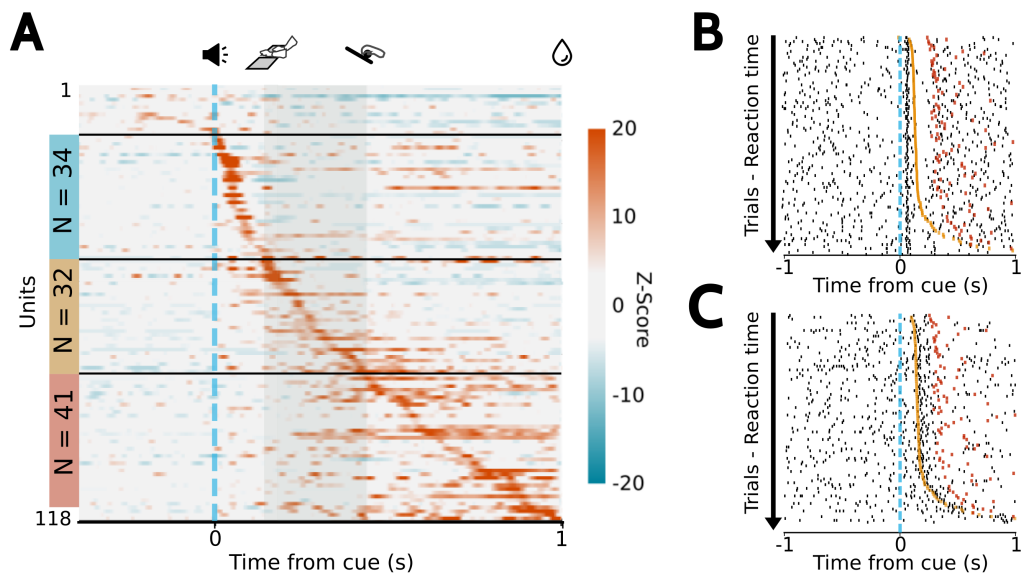 A
1
N = 34
N = 32
N = 41
Units
118
0
1
Time from cue (s)
20
10
0
-10
-20
Z-Score
B
Trials - Reaction time
-1
0
1
Time from cue (s)
C
Trials - Reaction time
-1
0
1
Time from cue (s)